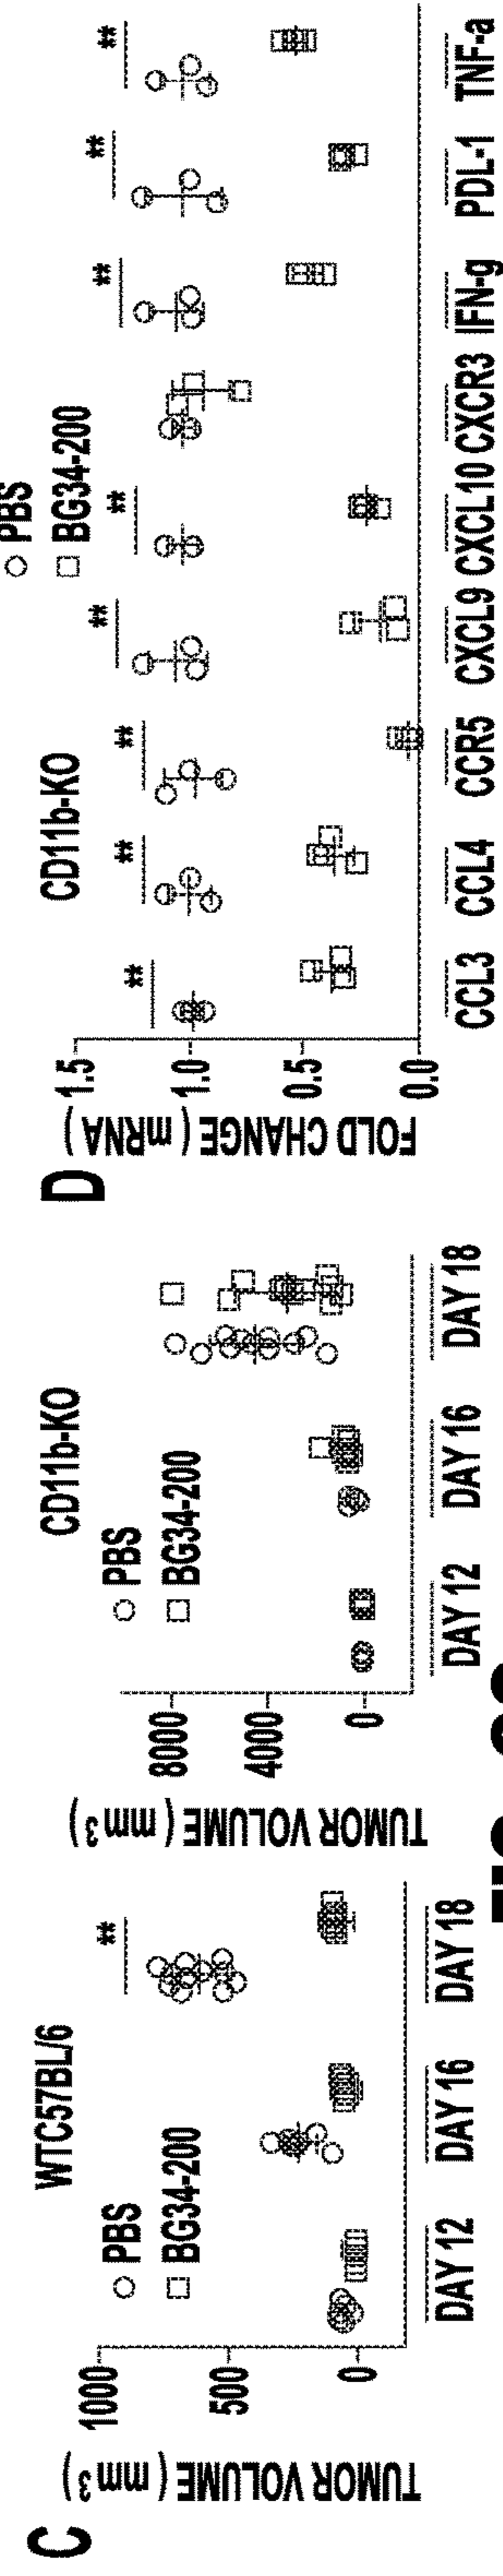 C
WTC57BL/6
PBS
BG34-200
**
TUMOR VOLUME (mm³)
1000
500
0
DAY 12
DAY 16
DAY 18
CD11b-KO
PBS
BG34-200
TUMOR VOLUME (mm³)
8000
4000
0
DAY 12
DAY 16
DAY 18
D
CD11b-KO
PBS
BG34-200
** ** ** ** ** ** ** **
FOLD CHANGE (mRNA)
1.5
1.0
0.5
0.0
CCL3
CCL4
CCR5
CXCL9
CXCL10
CXCR3
IFN-g
PDL-1
TNF-a